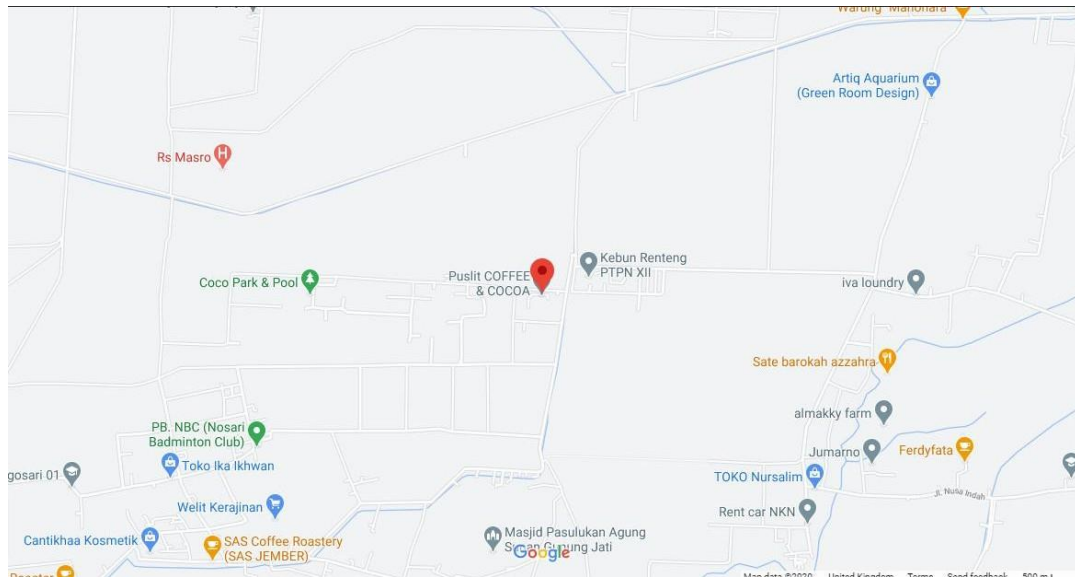 Warung "Manohara"
Artiq Aquarium
(Green Room Design)
Rs Masro
Kebun Renteng
PTPN XII
Puslit COFFEE
& COCOA
Coco Park & Pool
iva loundry
Sate barokah azzahra
almakky farm
PB. NBC (Nosari
Badminton Club)
Jumarno
Ferdyfata
gosari 01
Toko Ika Ikhwan
TOKO Nursalim
Jl. Nusa Indah
Welit Kerajinan
Rent car NKN
Cantikhaa Kosmetik
SAS Coffee Roastery
(SAS JEMBER)
Masjid Pasulukan Agung
Sunan Gunung Jati
Google
Roaster
Map data ©2020 United Kingdom Terms Send feedback 500 m